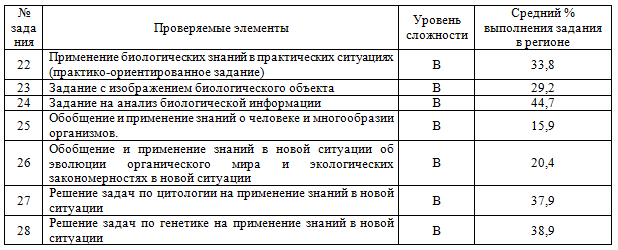 №
зада
ния
Проверяемые элементы
Уровень
сложности
Средний %
выполнения задания
в регионе
22
Применение биологических знаний в практических ситуациях
(практико-ориентированное задание)
В
33,8
23
Задание с изображением биологического объекта
В
29,2
24
Задание на анализ биологической информации
В
44,7
25
Обобщение и применение знаний о человеке и многообразии
организмов.
В
15,9
26
Обобщение и применение знаний в новой ситуации об
эволюции органического мира и экологических
закономерностях в новой ситуации
В
20,4
27
Решение задач по цитологии на применение знаний в новой
ситуации
В
37,9
28
Решение задач по генетике на применение знаний в новой
ситуации
В
38,9